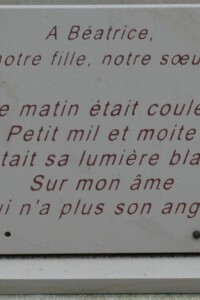 A Béatrice,
notre fille, notre sœu
e matin était coule
Petit mil et moite
tait sa lumière bla
Sur mon âme
ui n'a plus son ang